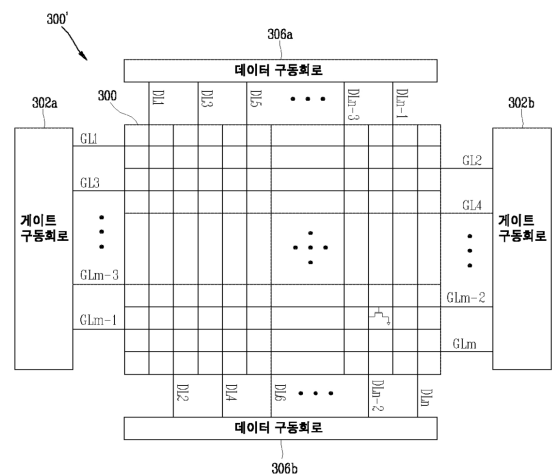 300'
306a
데이터 구동회로
302a
300
DL1
DL3
DL5
DLn-3
DLn-1
302b
GL1
GL2
GL3
GL4
게이트
구동회로
게이트
구동회로
GLm-3
GLm-2
GLm-1
GLm
DL2
DL4
DL6
DLn-2
DLn
데이터 구동회로
306b